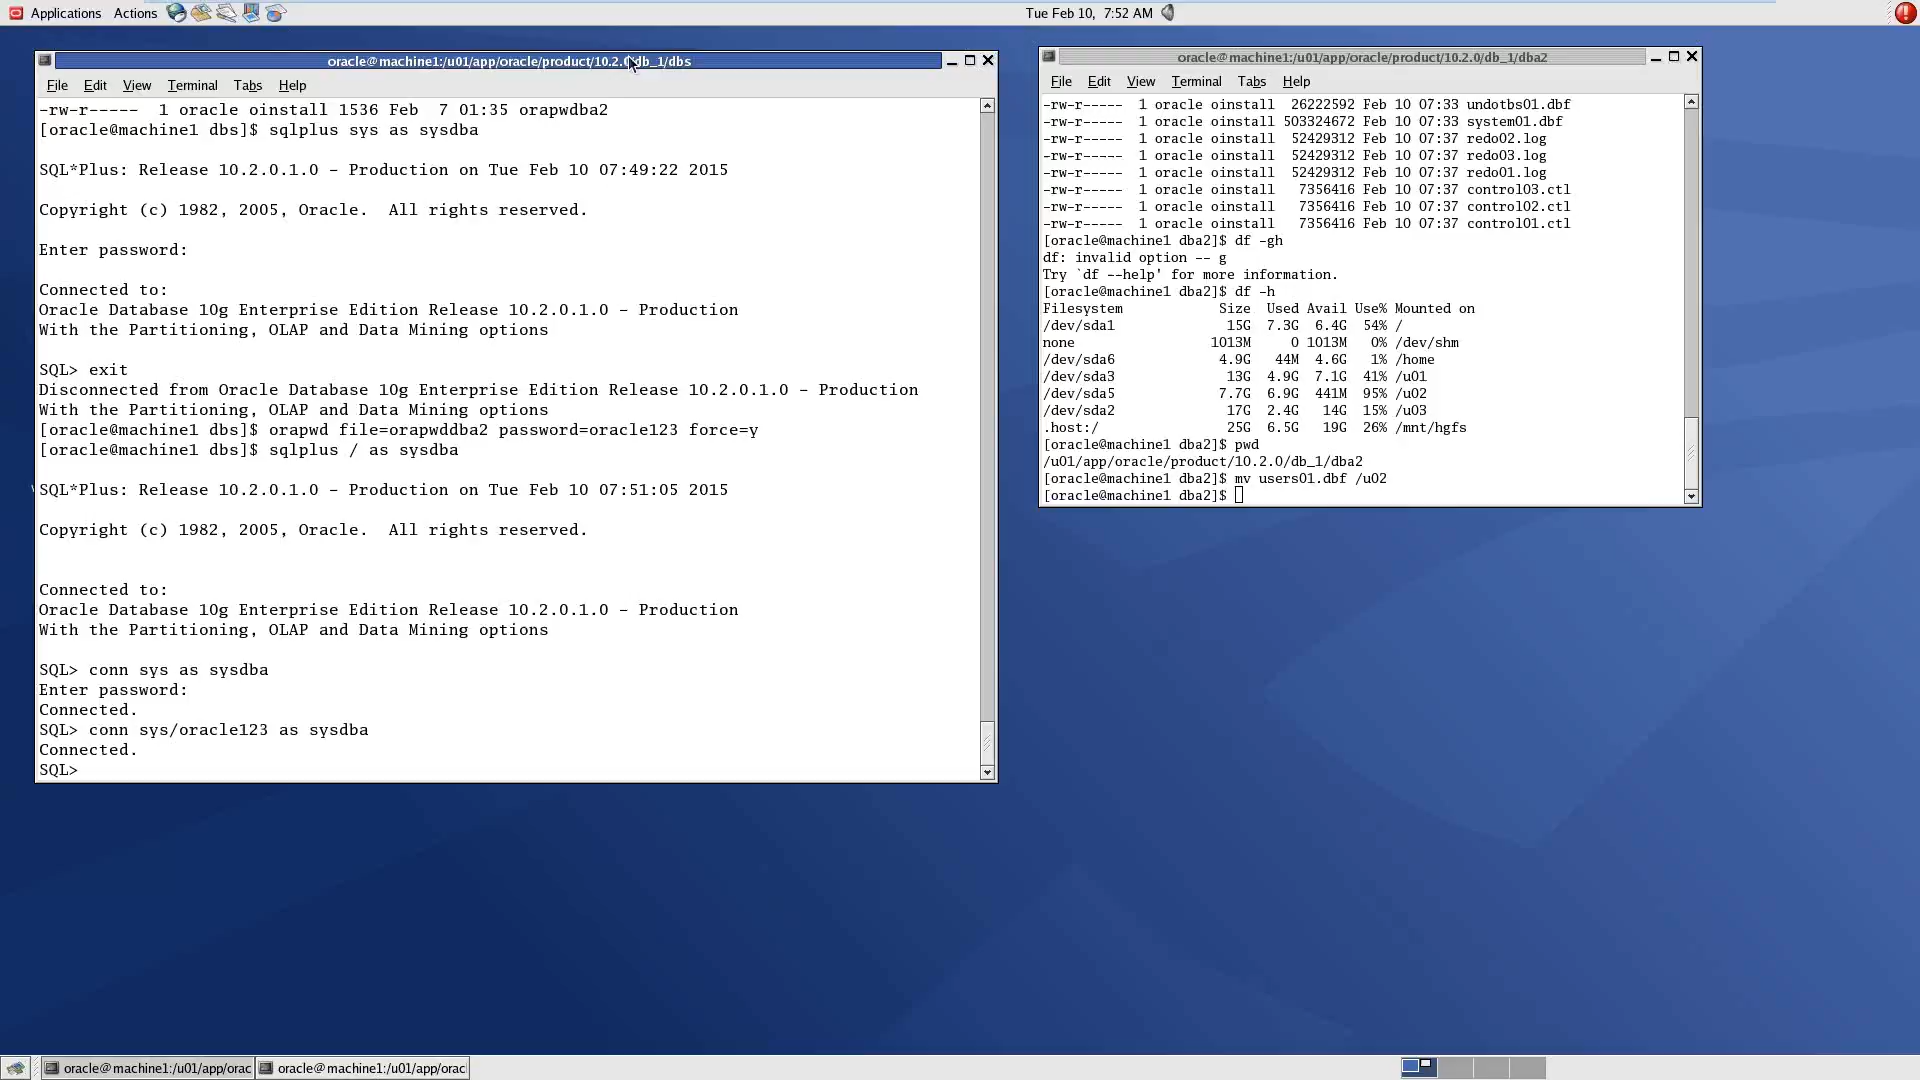 Applications Actions Tue Feb 10, 7:52 AM
oracle@machine1:/u01/app/oracle/product/10.2.0/db_1/dbs
File Edit View Terminal Tabs Help
-rw-r-----  1 oracle oinstall 1536 Feb  7 01:35 orapwdba2
[oracle@machine1 dbs]$ sqlplus sys as sysdba
SQL*Plus: Release 10.2.0.1.0 - Production on Tue Feb 10 07:49:22 2015
Copyright (c) 1982, 2005, Oracle.  All rights reserved.
Enter password:
Connected to:
Oracle Database 10g Enterprise Edition Release 10.2.0.1.0 - Production
With the Partitioning, OLAP and Data Mining options
SQL> exit
Disconnected from Oracle Database 10g Enterprise Edition Release 10.2.0.1.0 - Production
With the Partitioning, OLAP and Data Mining options
[oracle@machine1 dbs]$ orapwd file=orapwddba2 password=oracle123 force=y
[oracle@machine1 dbs]$ sqlplus / as sysdba
SQL*Plus: Release 10.2.0.1.0 - Production on Tue Feb 10 07:51:05 2015
Copyright (c) 1982, 2005, Oracle.  All rights reserved.
Connected to:
Oracle Database 10g Enterprise Edition Release 10.2.0.1.0 - Production
With the Partitioning, OLAP and Data Mining options
SQL> conn sys as sysdba
Enter password:
Connected.
SQL> conn sys/oracle123 as sysdba
Connected.
SQL>
oracle@machine1:/u01/app/oracle/product/10.2.0/db_1/dba2
File Edit View Terminal Tabs Help
-rw-r-----  1 oracle oinstall  26222592 Feb 10 07:33 undotbs01.dbf
-rw-r-----  1 oracle oinstall 503324672 Feb 10 07:33 system01.dbf
-rw-r-----  1 oracle oinstall  52429312 Feb 10 07:37 redo02.log
-rw-r-----  1 oracle oinstall  52429312 Feb 10 07:37 redo03.log
-rw-r-----  1 oracle oinstall  52429312 Feb 10 07:37 redo01.log
-rw-r-----  1 oracle oinstall   7356416 Feb 10 07:37 control03.ctl
-rw-r-----  1 oracle oinstall   7356416 Feb 10 07:37 control02.ctl
-rw-r-----  1 oracle oinstall   7356416 Feb 10 07:37 control01.ctl
[oracle@machine1 dba2]$ df -gh
df: invalid option -- g
Try `df --help' for more information.
[oracle@machine1 dba2]$ df -h
Filesystem            Size  Used Avail Use% Mounted on
/dev/sda1              15G  7.3G  6.4G  54% /
none                 1013M     0 1013M   0% /dev/shm
/dev/sda6             4.9G   44M  4.6G   1% /home
/dev/sda3              13G  4.9G  7.1G  41% /u01
/dev/sda5             7.7G  6.9G  441M  95% /u02
/dev/sda2              17G  2.4G   14G  15% /u03
.host:/                25G  6.5G   19G  26% /mnt/hgfs
[oracle@machine1 dba2]$ pwd
/u01/app/oracle/product/10.2.0/db_1/dba2
[oracle@machine1 dba2]$ mv users01.dbf /u02
[oracle@machine1 dba2]$
oracle@machine1:/u01/app/orac oracle@machine1:/u01/app/orac